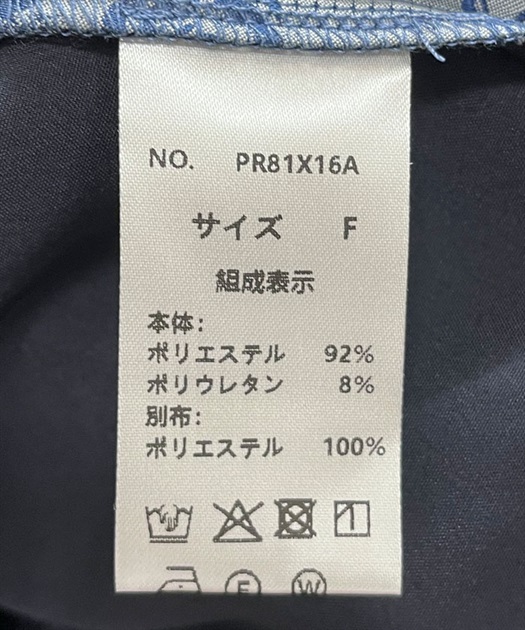 NO. PR81X16A
サイズ F
組成表示
本体:
ポリエステル 92%
ポリウレタン 8%
別布:
ポリエステル 100%
F W